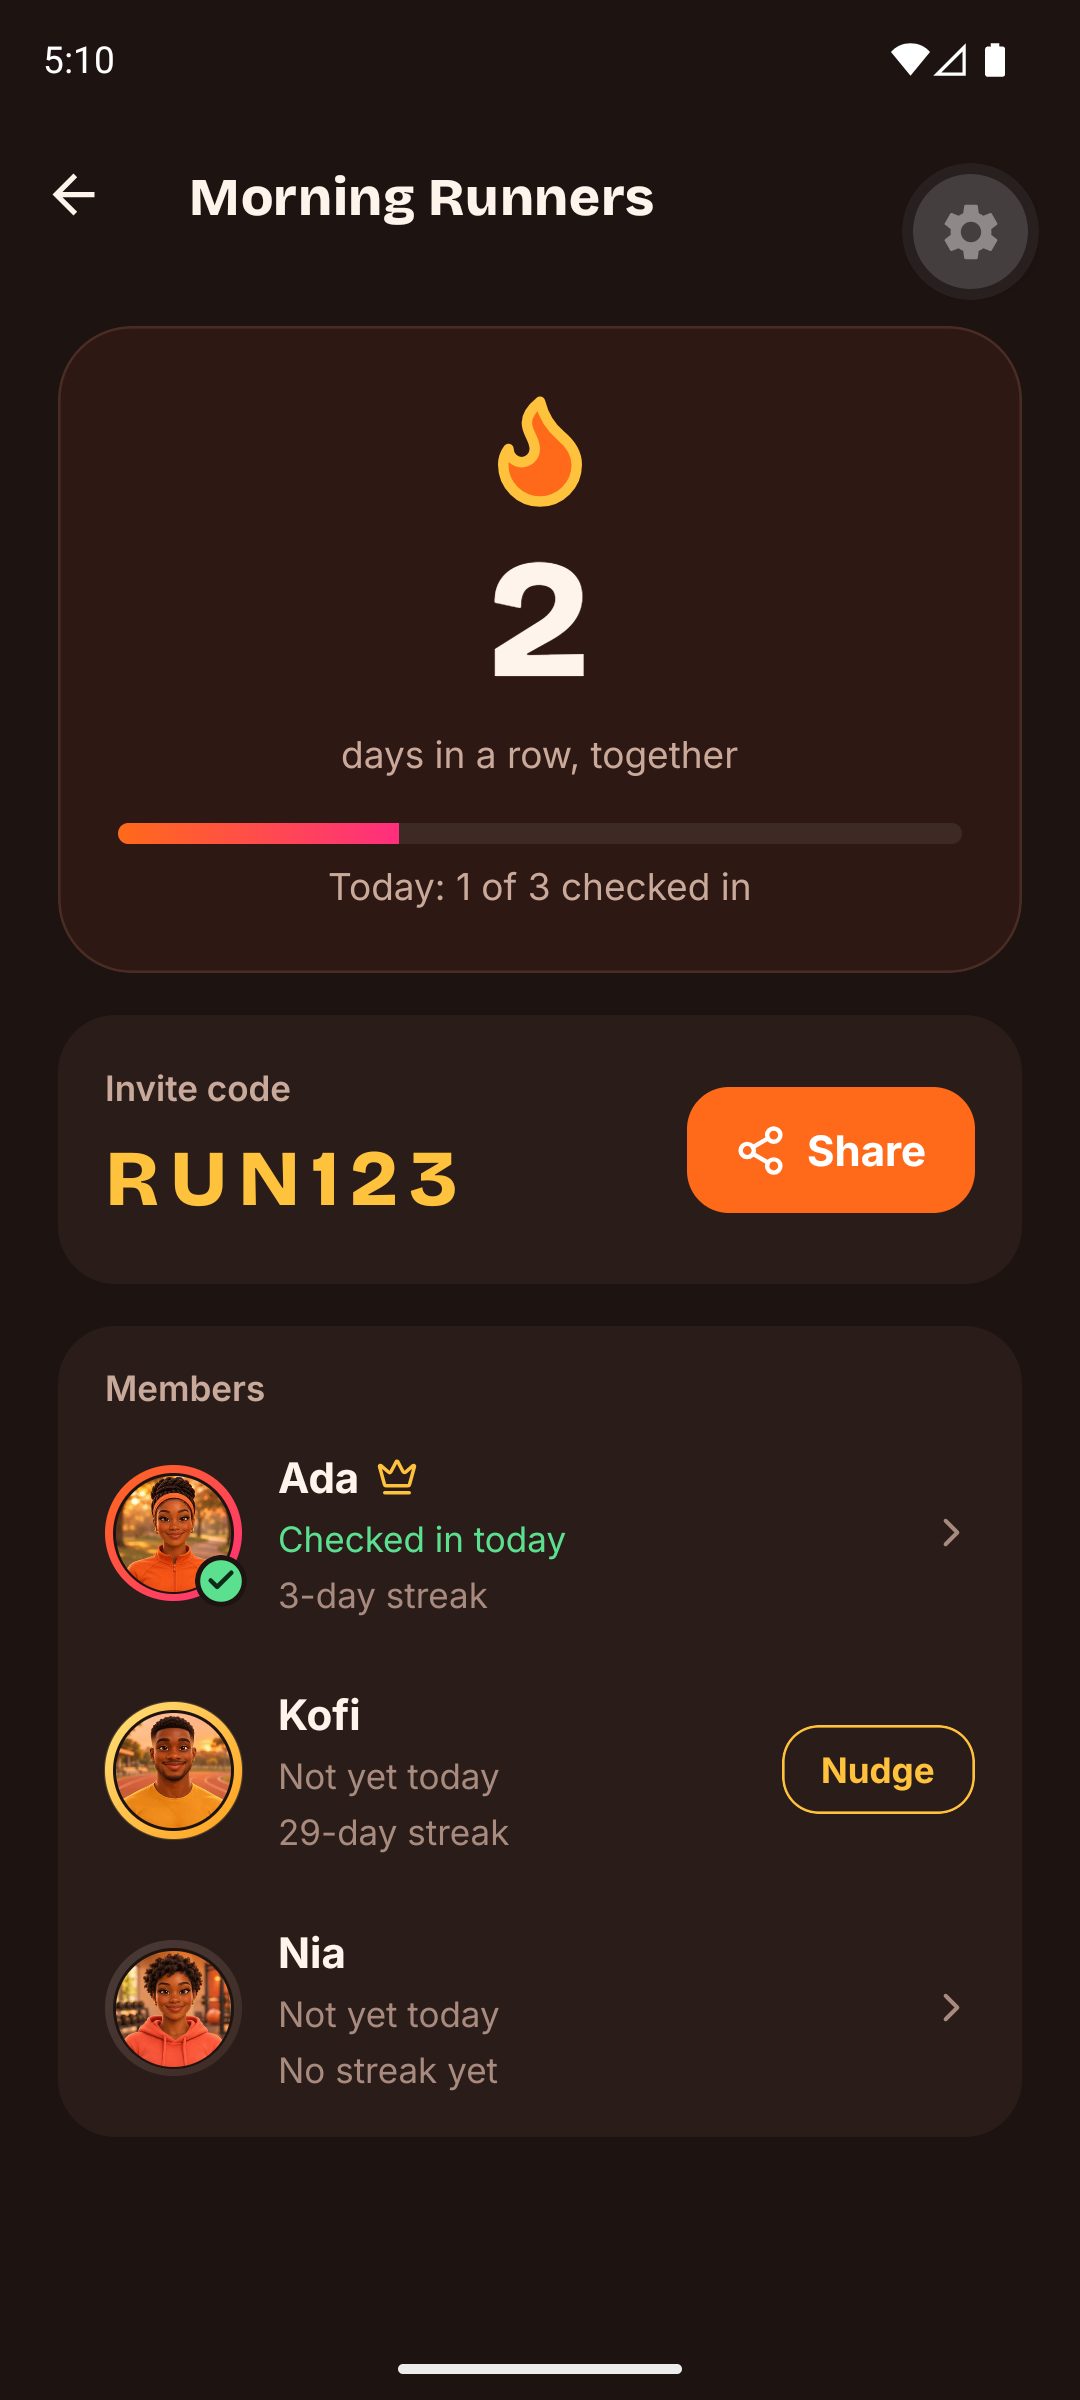 5:10
Morning Runners
2
days in a row, together
Today: 1 of 3 checked in
Invite code
RUN123
Share
Members
Ada
Checked in today
3-day streak
Kofi
Not yet today
29-day streak
Nudge
Nia
Not yet today
No streak yet